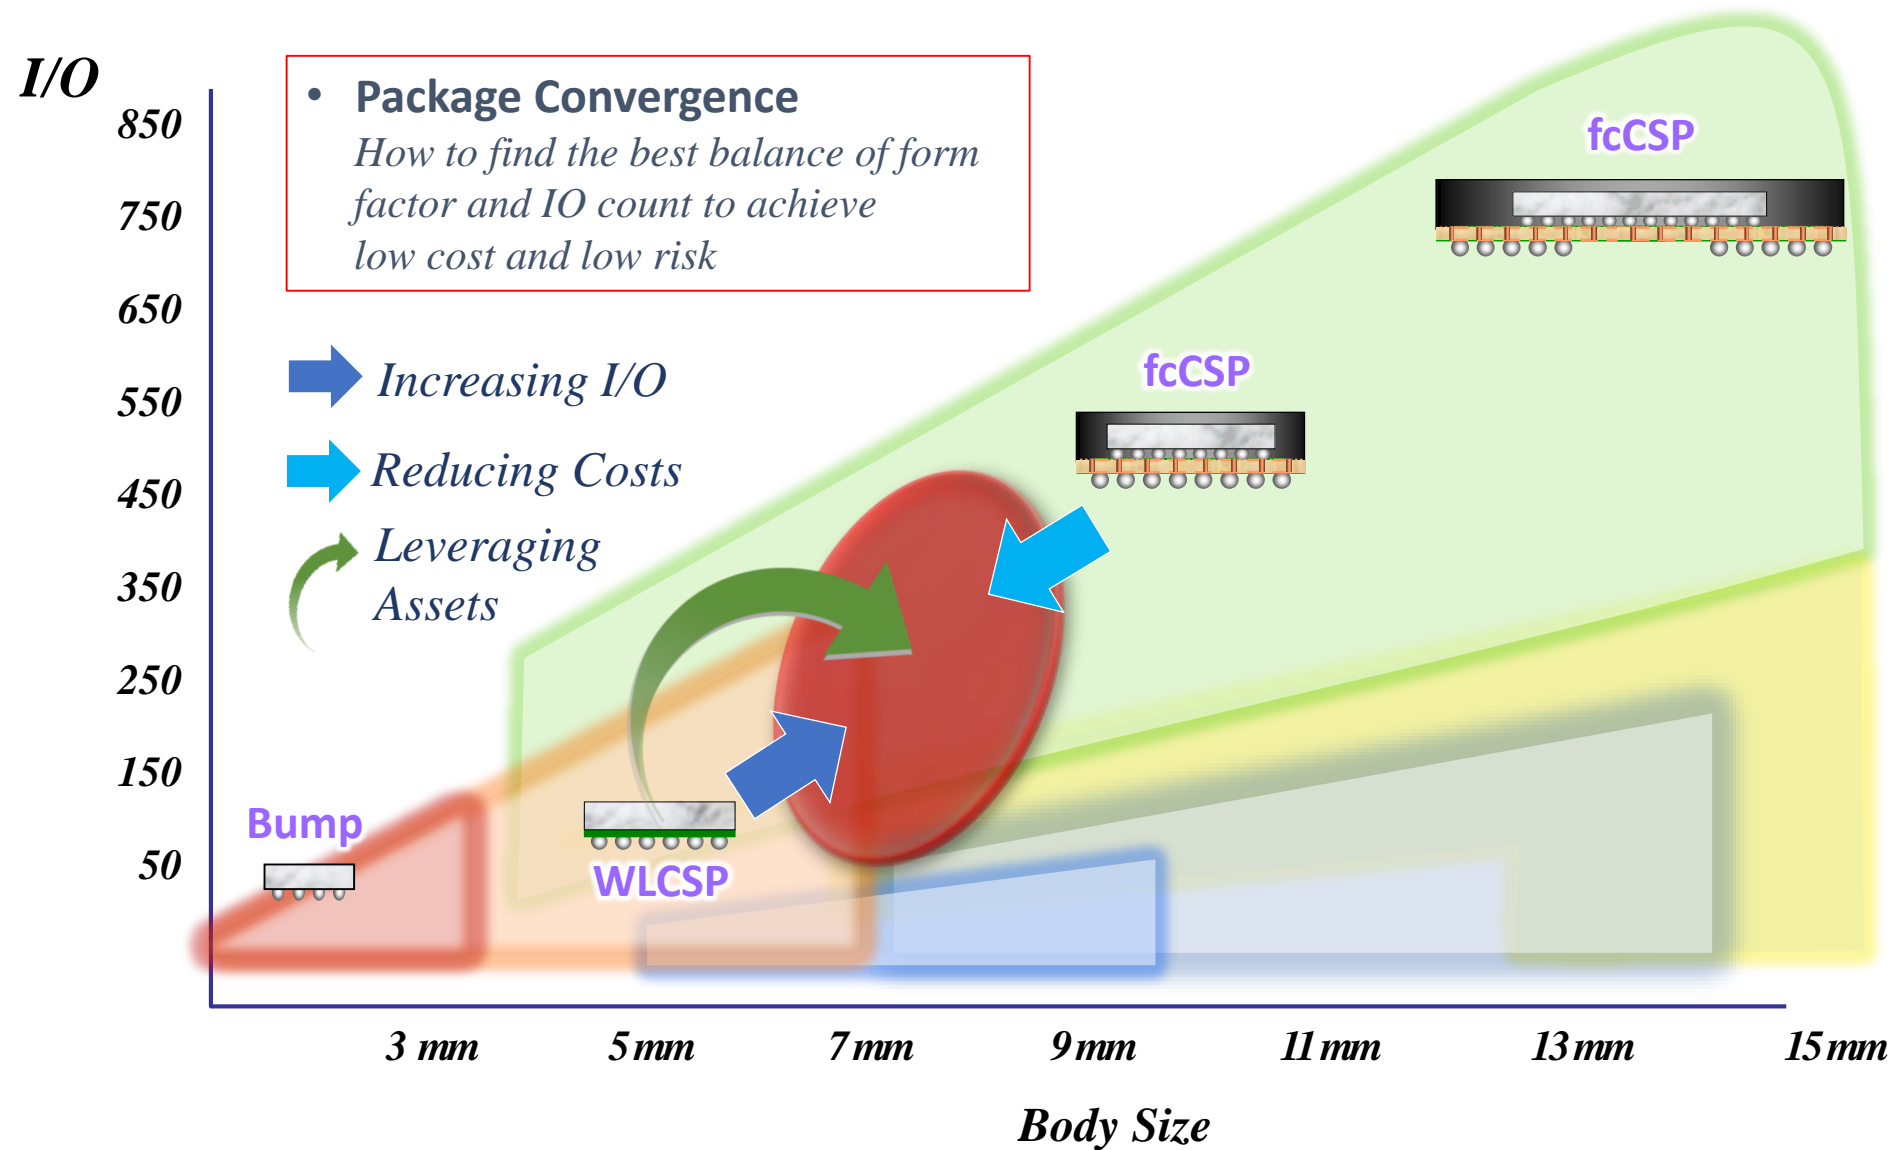 I/O
850
750
650
550
450
350
250
150
50
• Package Convergence
How to find the best balance of form
factor and IO count to achieve
low cost and low risk
Increasing I/O
Reducing Costs
Leveraging
Assets
fcCSP
fcCSP
Bump
WLCSP
3 mm
5 mm
7 mm
9 mm
11 mm
13 mm
15 mm
Body Size